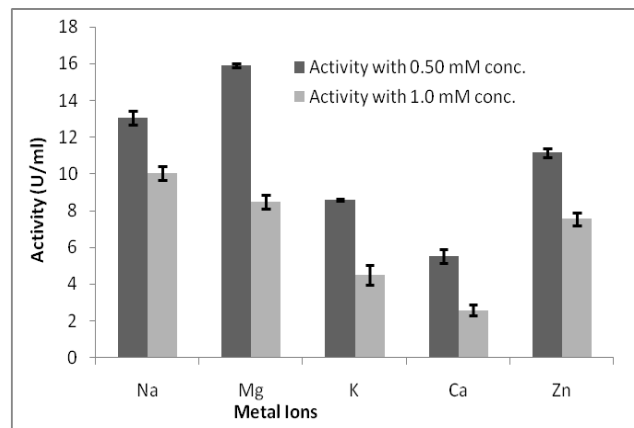 18
16
14
12
10
8
6
4
2
0
Activity (U/ml)
Activity with 0.50 mM conc.
Activity with 1.0 mM conc.
Na Mg K Ca Zn
Metal Ions